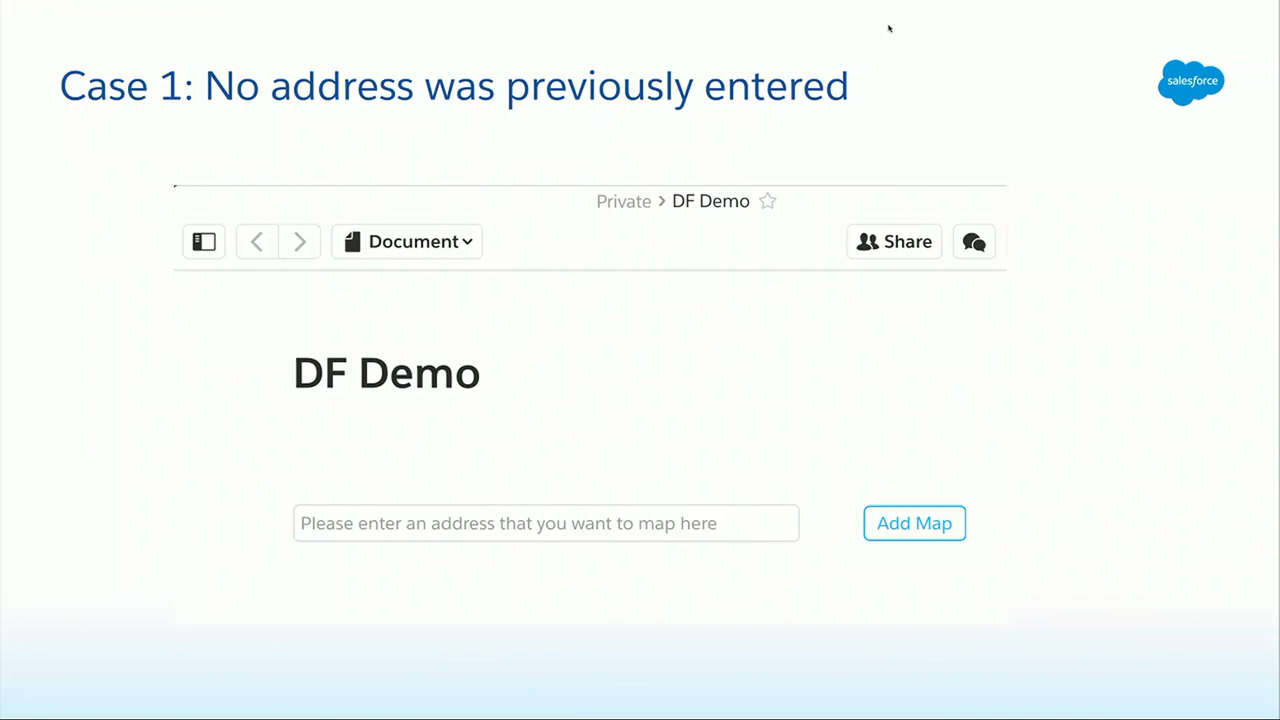 Case 1: No address was previously entered
salesforce
Private > DF Demo
Document
Share
DF Demo
Please enter an address that you want to map here
Add Map